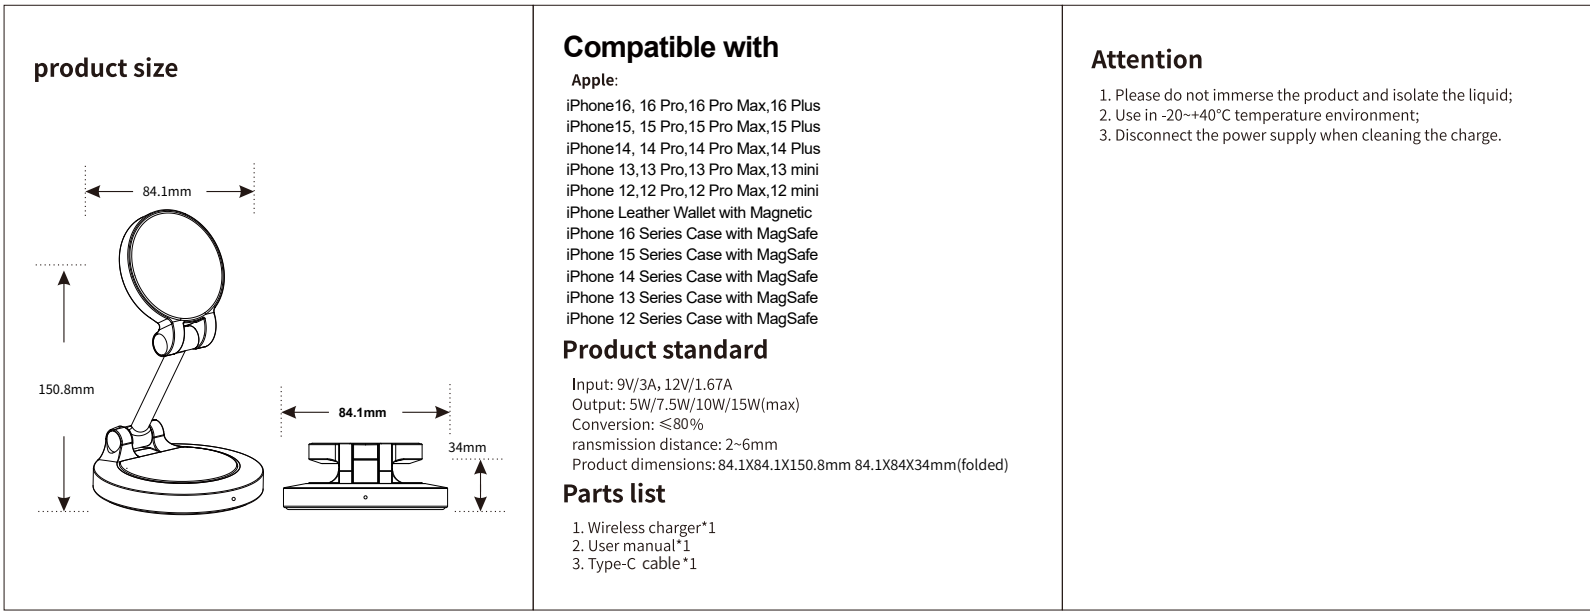 product size
84.1mm
150.8mm
84.1mm
34mm
Compatible with
Apple:
iPhone16, 16 Pro,16 Pro Max,16 Plus
iPhone15, 15 Pro,15 Pro Max,15 Plus
iPhone14, 14 Pro,14 Pro Max,14 Plus
iPhone 13,13 Pro,13 Pro Max,13 mini
iPhone 12,12 Pro,12 Pro Max,12 mini
iPhone Leather Wallet with Magnetic
iPhone 16 Series Case with MagSafe
iPhone 15 Series Case with MagSafe
iPhone 14 Series Case with MagSafe
iPhone 13 Series Case with MagSafe
iPhone 12 Series Case with MagSafe
Product standard
Input: 9V/3A, 12V/1.67A
Output: 5W/7.5W/10W/15W(max)
Conversion: ≤80%
ransmission distance: 2~6mm
Product dimensions: 84.1X84.1X150.8mm 84.1X84X34mm(folded)
Parts list
1. Wireless charger*1
2. User manual*1
3. Type-C cable*1
Attention
1. Please do not immerse the product and isolate the liquid;
2. Use in -20~+40°C temperature environment;
3. Disconnect the power supply when cleaning the charge.